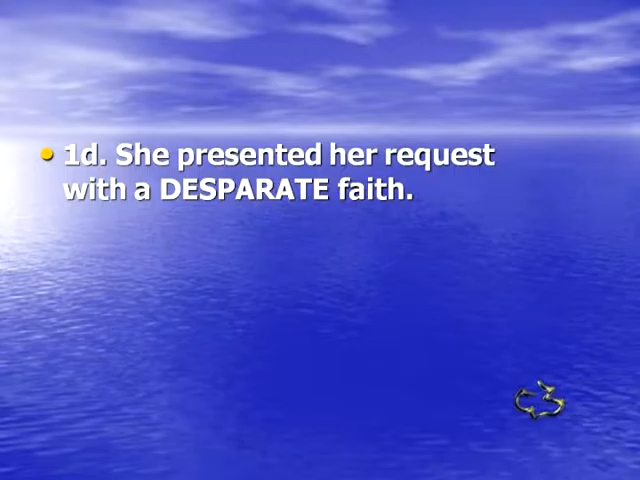 • 1d. She presented her request
with a DESPARATE faith.